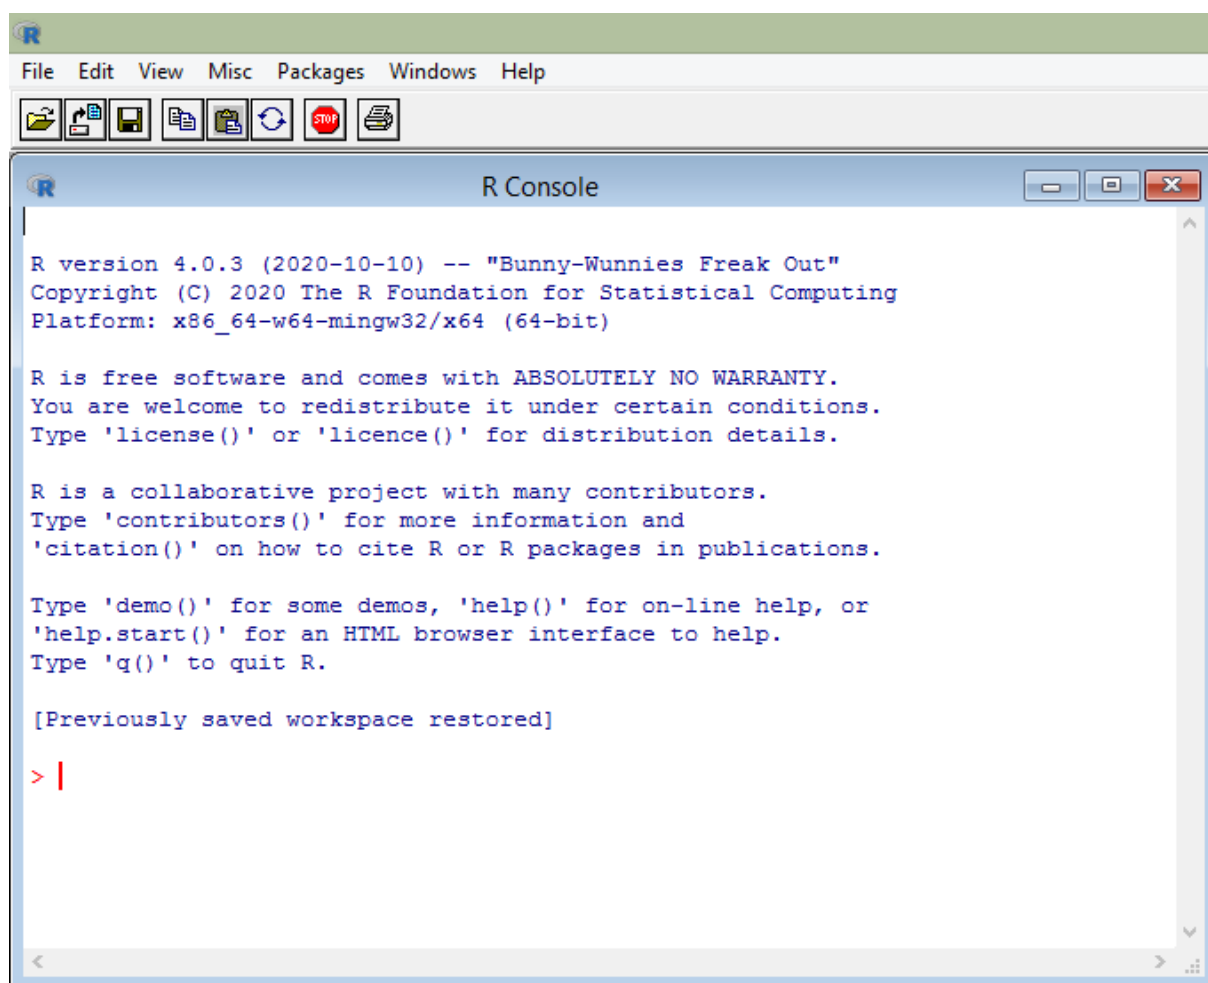 R
File Edit View Misc Packages Windows Help
STOP
R R Console
R version 4.0.3 (2020-10-10) -- "Bunny-Wunnies Freak Out"
Copyright (C) 2020 The R Foundation for Statistical Computing
Platform: x86_64-w64-mingw32/x64 (64-bit)
R is free software and comes with ABSOLUTELY NO WARRANTY.
You are welcome to redistribute it under certain conditions.
Type 'license()' or 'licence()' for distribution details.
R is a collaborative project with many contributors.
Type 'contributors()' for more information and
'citation()' on how to cite R or R packages in publications.
Type 'demo()' for some demos, 'help()' for on-line help, or
'help.start()' for an HTML browser interface to help.
Type 'q()' to quit R.
[Previously saved workspace restored]
>